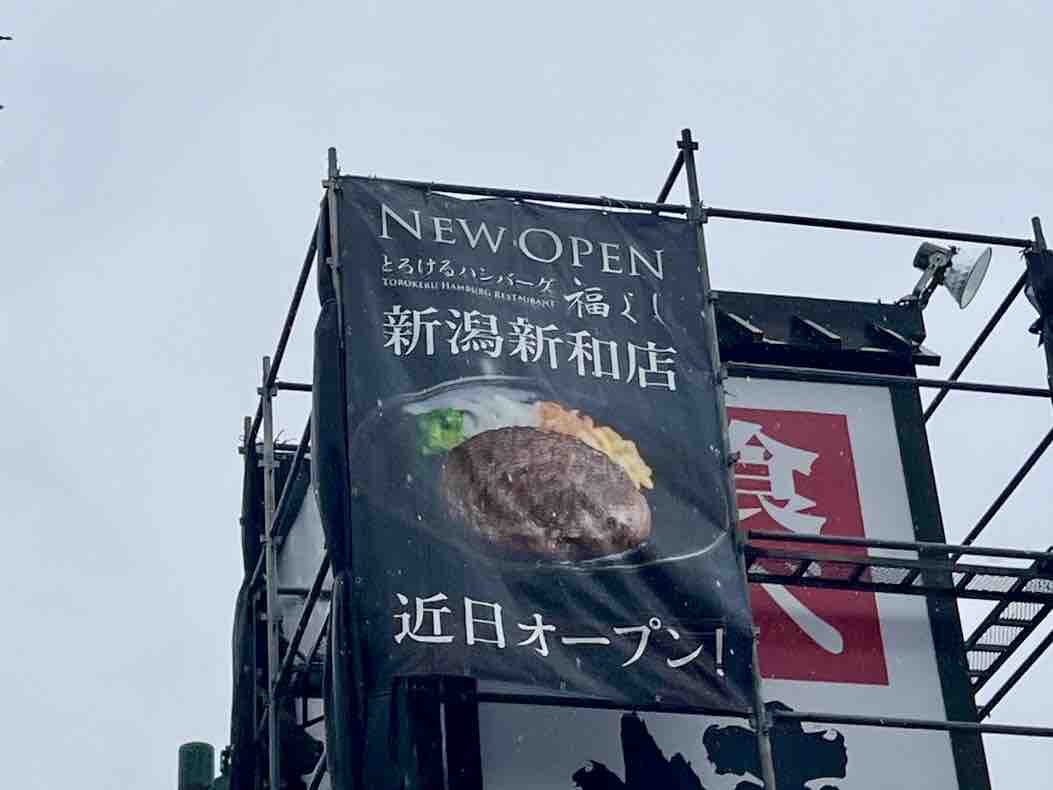 NEW OPEN
とろけるハンバーグ
TOROKERU HAMBURG RESTAURANT
福よし
新潟新和店
近日オープン!
食